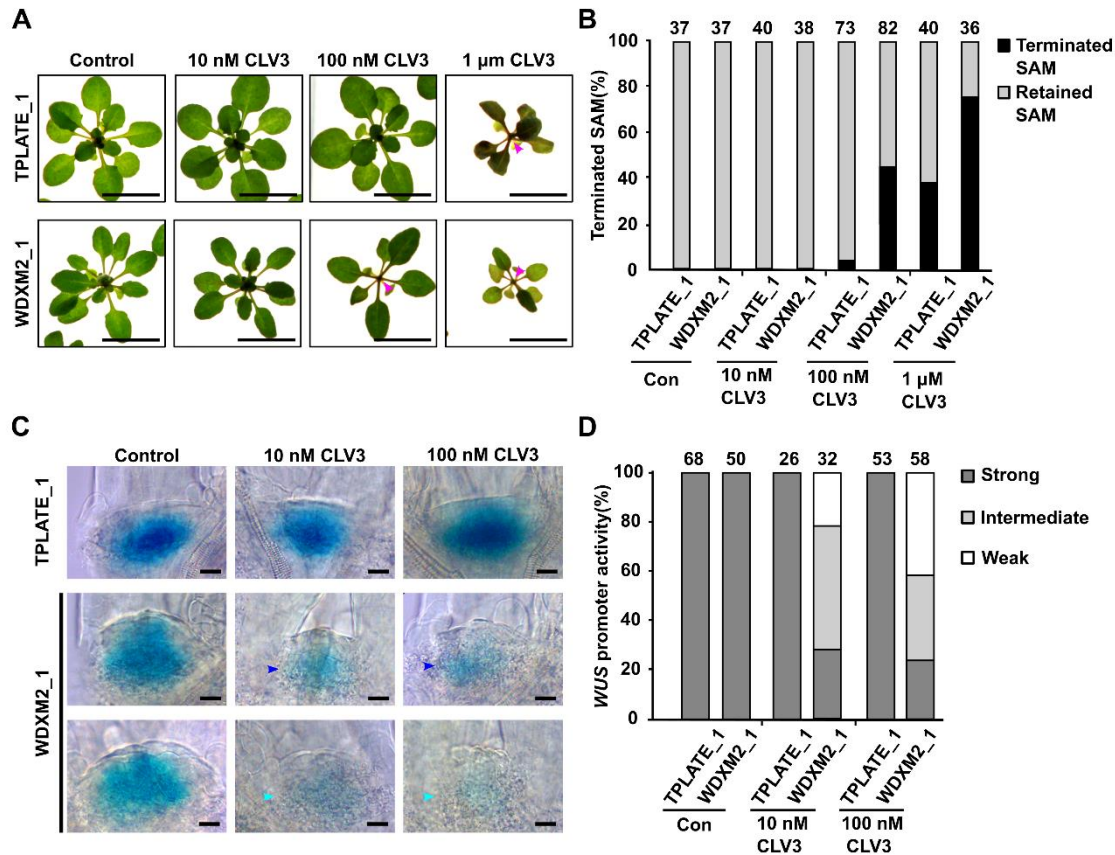 A
Control
10 nM CLV3
100 nM CLV3
1 µm CLV3
TPLATE_1
WDXM2_1
B
37 37 40 38 73 82 40 36
100
80
60
40
20
0
Terminated SAM(%)
Terminated
SAM
Retained
SAM
TPLATE_1
WDXM2_1
TPLATE_1
WDXM2_1
TPLATE_1
WDXM2_1
TPLATE_1
WDXM2_1
Con
10 nM
CLV3
100 nM
CLV3
1 µM
CLV3
C
Control
10 nM CLV3
100 nM CLV3
TPLATE_1
WDXM2_1
D
68 50 26 32 53 58
100
80
60
40
20
0
WUS promoter activity(%)
Strong
Intermediate
Weak
TPLATE_1
WDXM2_1
TPLATE_1
WDXM2_1
TPLATE_1
WDXM2_1
Con
10 nM
CLV3
100 nM
CLV3